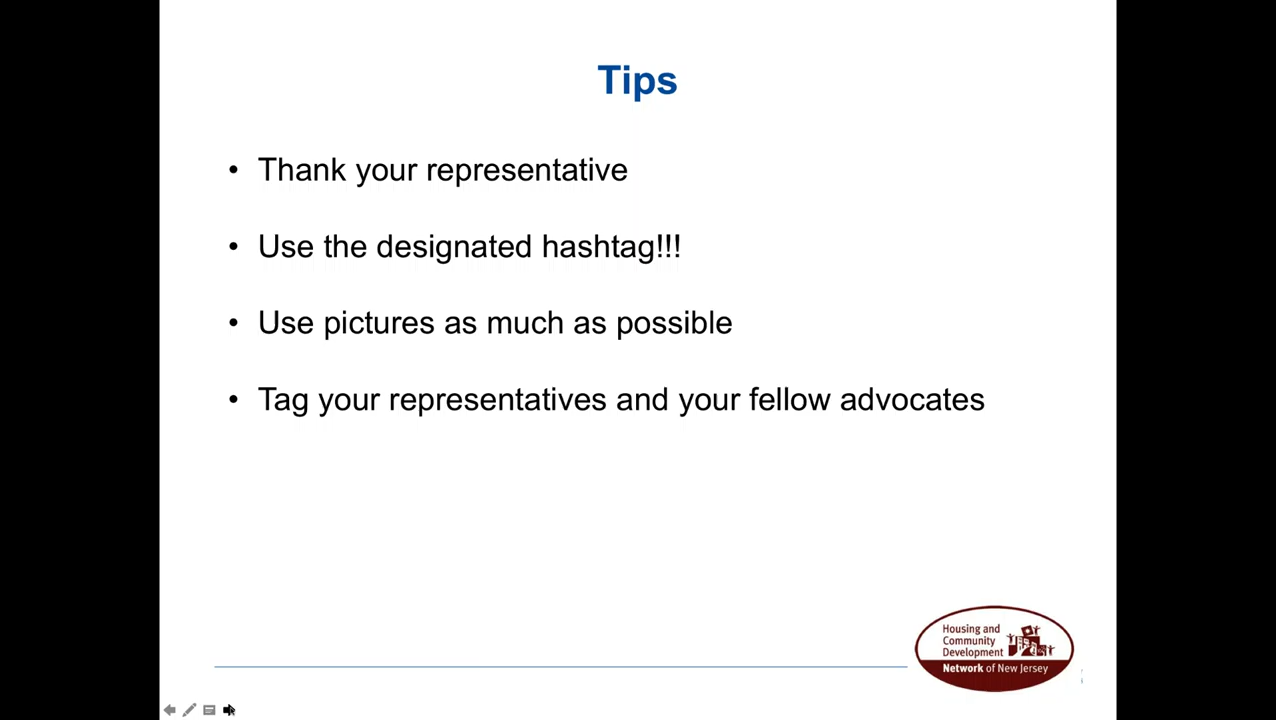 Tips
• Thank your representative
• Use the designated hashtag!!!
• Use pictures as much as possible
• Tag your representatives and your fellow advocates
Housing and
Community
Development
Network of New Jersey